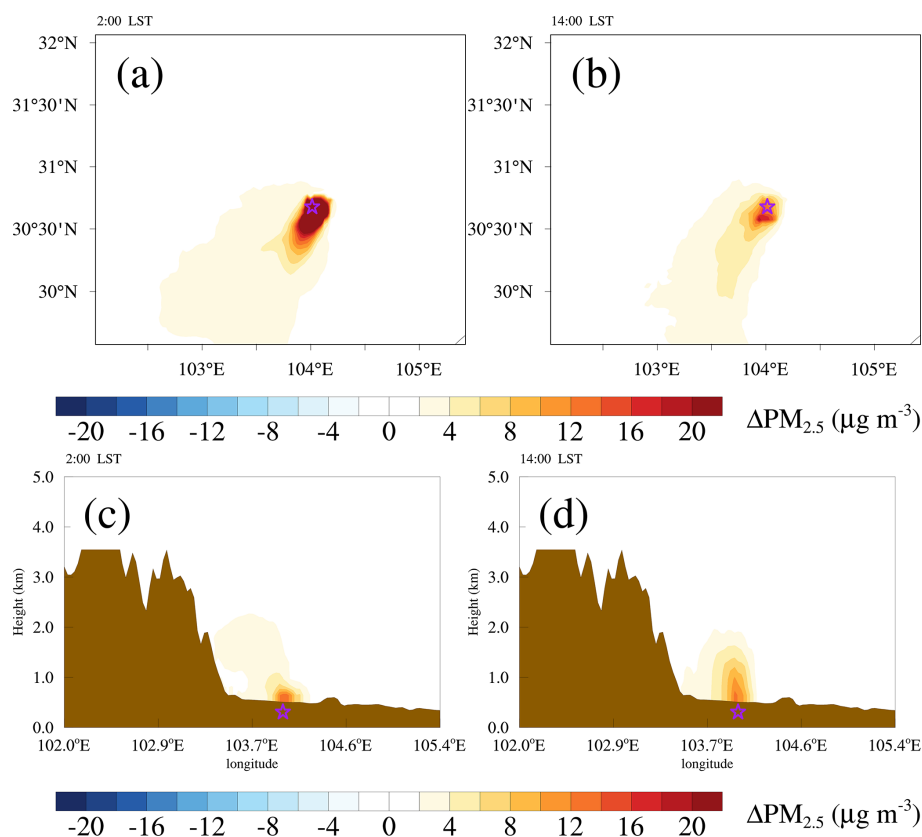 2:00 LST
14:00 LST
(a)
(b)
32°N
31°30'N
31°N
30°30'N
30°N
32°N
31°30'N
31°N
30°30'N
30°N
103°E 104°E 105°E
103°E 104°E 105°E
-20 -16 -12 -8 -4 0 4 8 12 16 20 ΔPM2.5 (µg m-3)
2:00 LST
14:00 LST
(c)
(d)
5.0
4.0
3.0
2.0
1.0
0.0
Height (km)
5.0
4.0
3.0
2.0
1.0
0.0
Height (km)
102.0°E 102.9°E 103.7°E 104.6°E 105.4°E
longitude
102.0°E 102.9°E 103.7°E 104.6°E 105.4°E
longitude
-20 -16 -12 -8 -4 0 4 8 12 16 20 ΔPM2.5 (µg m-3)